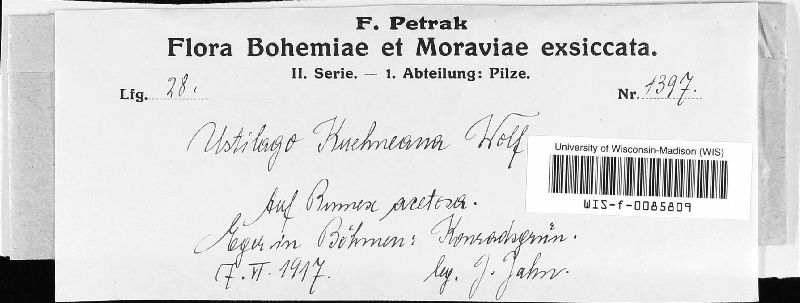 F. Petrak
Flora Bohemiae et Moraviae exsiccata.
II. Serie. — 1. Abteilung: Pilze.
Lfg. 28. Nr. 1397.
Ustilago Kuehneana Wolf
University of Wisconsin-Madison (WIS)
WIS-f-0085809
Auf Rumex acetosa.
Eger in Böhmen: Konradsgrün.
7. VI. 1917. leg. J. Jahn.